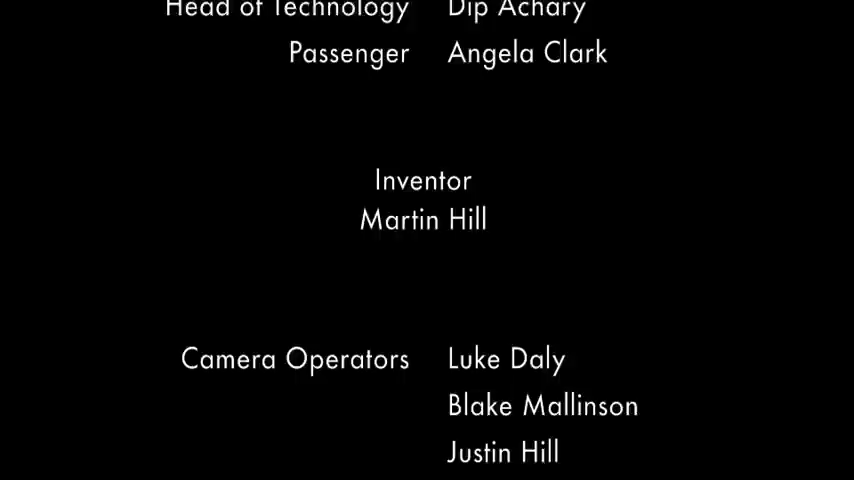 Head of Technology Dip Achary
Passenger Angela Clark
Inventor
Martin Hill
Camera Operators Luke Daly
Blake Mallinson
Justin Hill